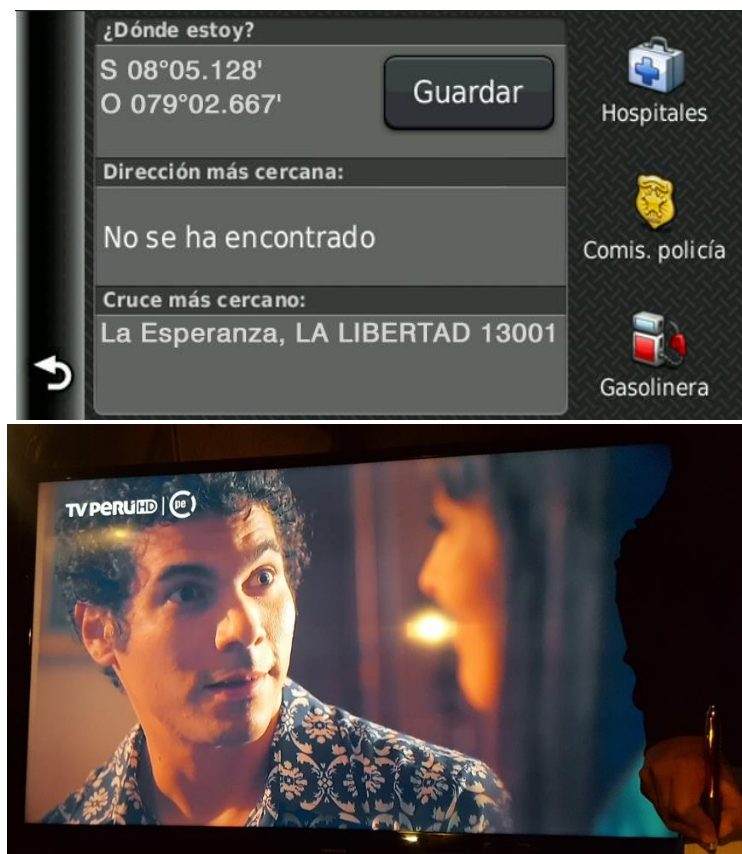 ¿Dónde estoy?
S 08°05.128'
O 079°02.667'
Guardar
Hospitales
Dirección más cercana:
No se ha encontrado
Comis. policía
Cruce más cercano:
La Esperanza, LA LIBERTAD 13001
Gasolinera
TVPERU HD | pe